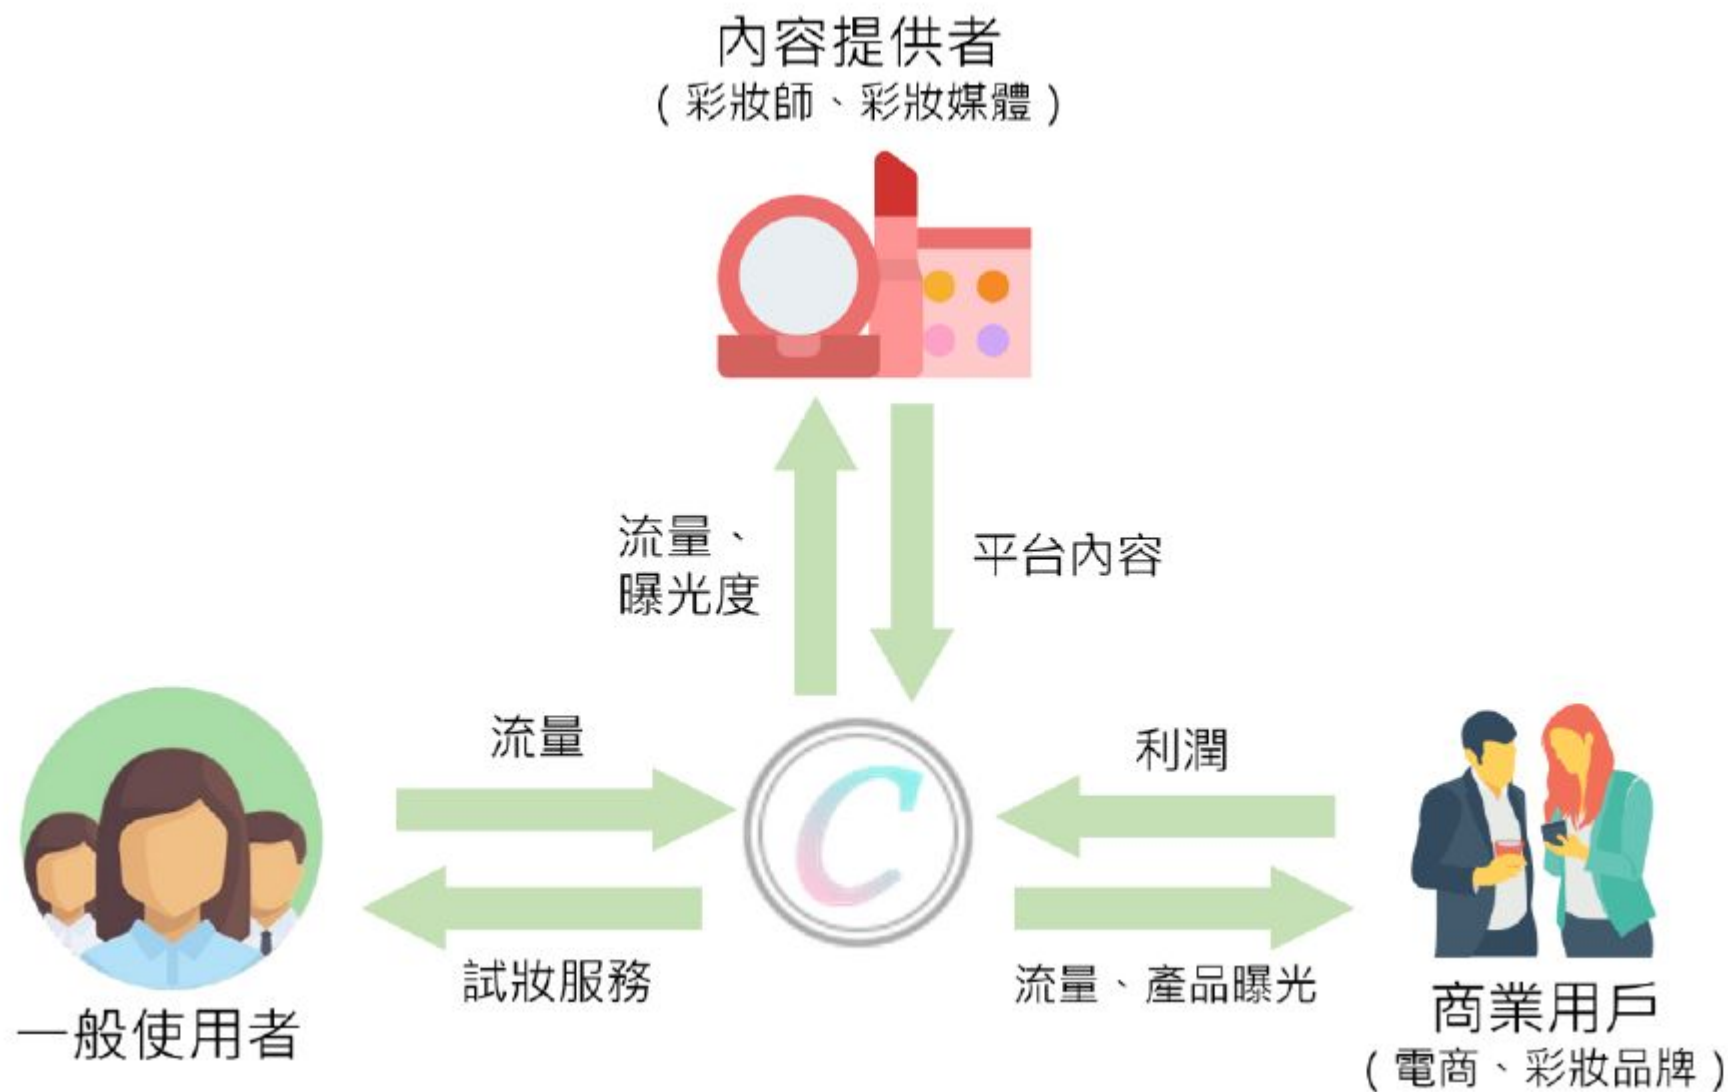 內容提供者
(彩妝師、彩妝媒體)
流量、
曝光度
平台內容
流量
利潤
C
試妝服務
流量、產品曝光
一般使用者
商業用戶
(電商、彩妝品牌)